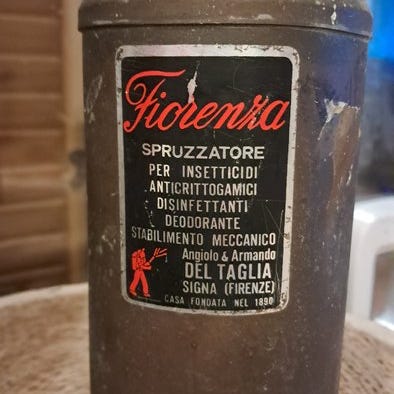 Fiorenza
SPRUZZATORE
PER INSETTICIDI
ANTICRITTOGAMICI
DISINFETTANTI
DEODORANTE
STABILIMENTO MECCANICO
Angiolo & Armando
DEL TAGLIA
SIGNA (FIRENZE)
CASA FONDATA NEL 1890